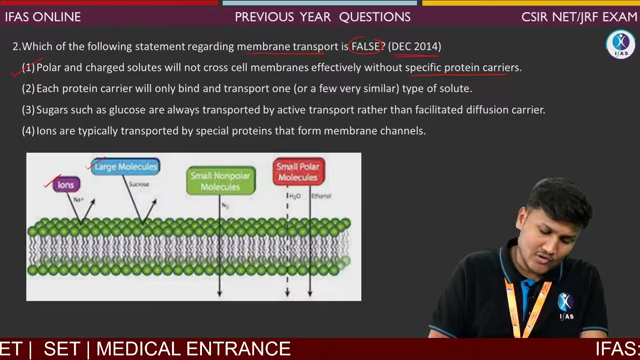 IFAS ONLINE
PREVIOUS YEAR QUESTIONS
CSIR NET/JRF EXAM
IFAS
2. Which of the following statement regarding membrane transport is FALSE? (DEC 2014)
(1) Polar and charged solutes will not cross cell membranes effectively without specific protein carriers.
(2) Each protein carrier will only bind and transport one (or a few very similar) type of solute.
(3) Sugars such as glucose are always transported by active transport rather than facilitated diffusion carrier.
(4) Ions are typically transported by special proteins that form membrane channels.
Ions
Large Molecules
Small Nonpolar Molecules
Small Polar Molecules
Na+
Sucrose
N2
H2O
Ethanol
IFAS
ET | SET | MEDICAL ENTRANCE
IFAS: